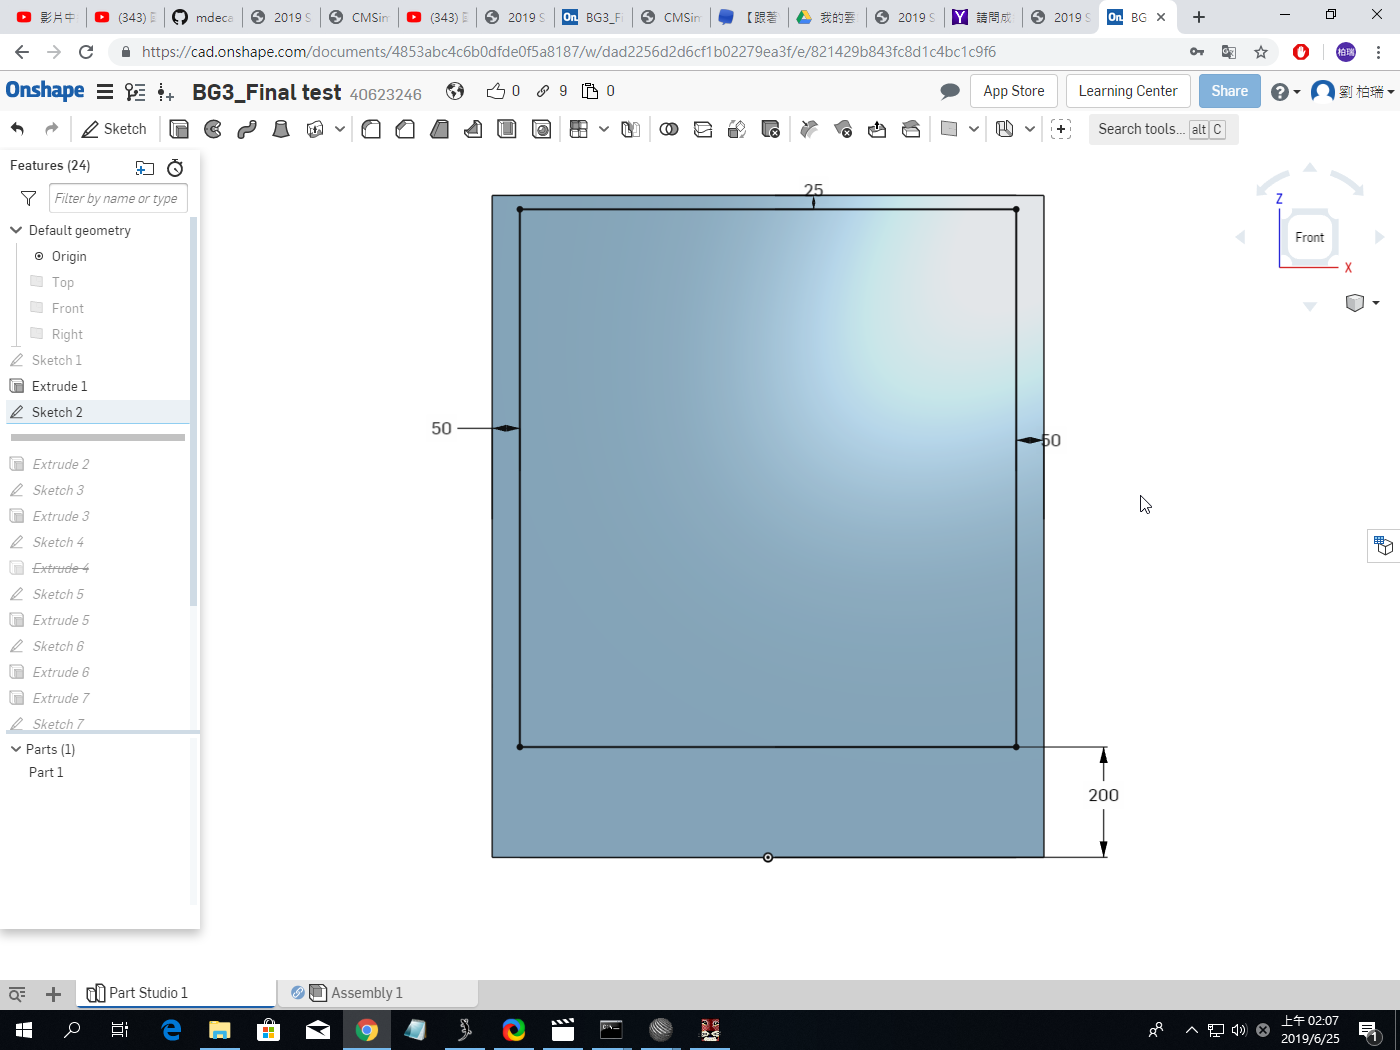 影片中
(343) 
mdeca
2019 S
CMSin
(343) 
2019 S
BG3_Fi
CMSin
【跟著
我的雲
2019 S
請問成
2019 S
BG
https://cad.onshape.com/documents/4853abc4c6b0dfde0f5a8187/w/dad2256d2d6cf1b02279ea3f/e/821429b843fc8d1c4bc1c9f6
柏瑞
Onshape
BG3_Final test 40623246
0
9
0
App Store
Learning Center
Share
劉 柏瑞
Sketch
Search tools... alt C
Features (24)
Filter by name or type
Default geometry
Origin
Top
Front
Right
Sketch 1
Extrude 1
Sketch 2
Extrude 2
Sketch 3
Extrude 3
Sketch 4
Extrude 4
Sketch 5
Extrude 5
Sketch 6
Extrude 6
Extrude 7
Sketch 7
Parts (1)
Part 1
25
50
50
200
Z
Front
X
Part Studio 1
Assembly 1
上午 02:07
2019/6/25
1